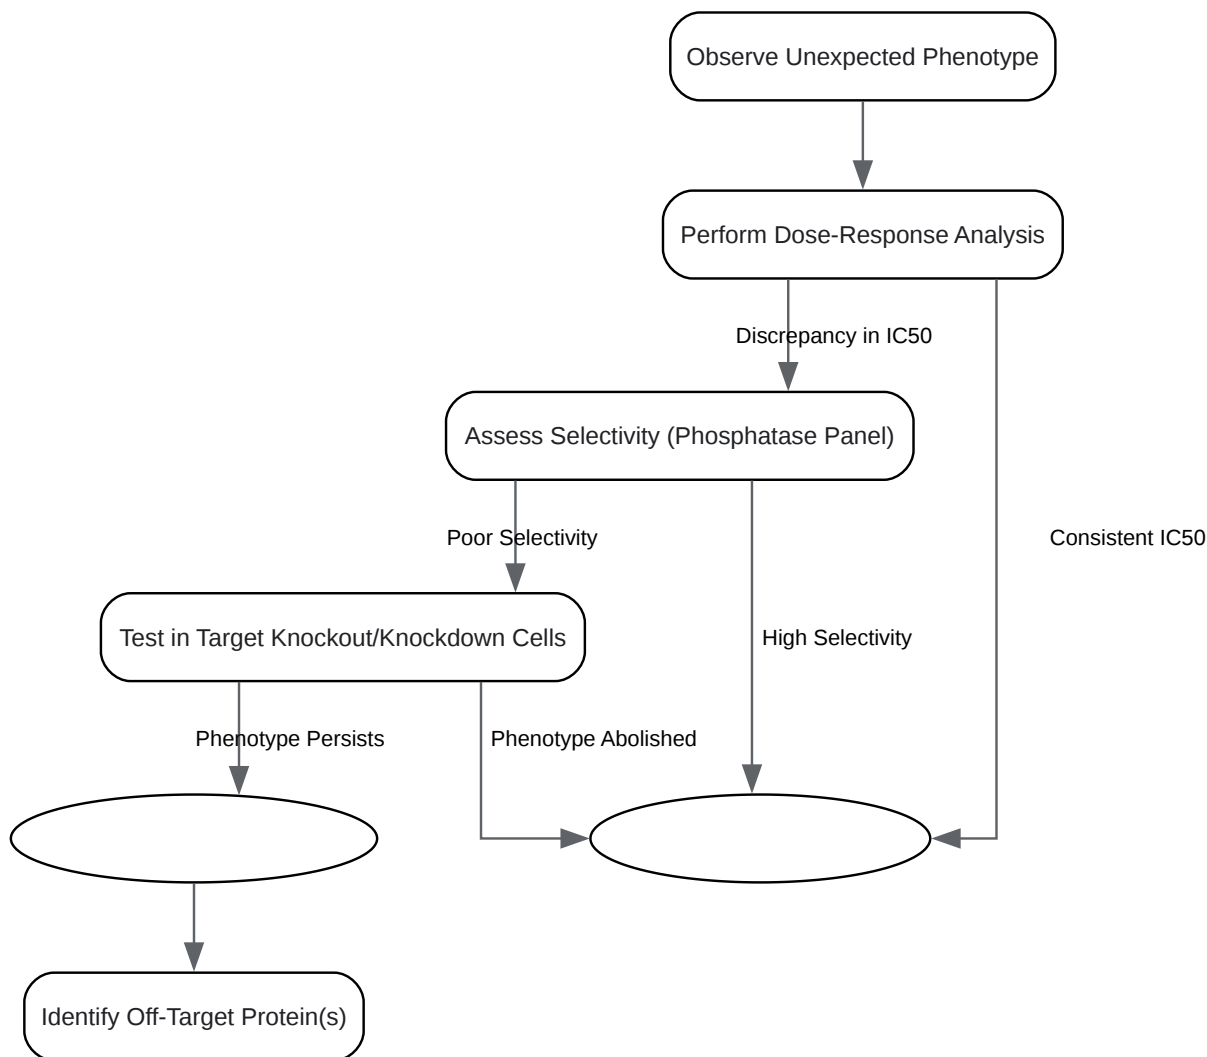 Observe Unexpected Phenotype
Perform Dose-Response Analysis
Discrepancy in IC50
Assess Selectivity (Phosphatase Panel)
Poor Selectivity
Consistent IC50
Test in Target Knockout/Knockdown Cells
High Selectivity
Phenotype Persists
Phenotype Abolished
Identify Off-Target Protein(s)